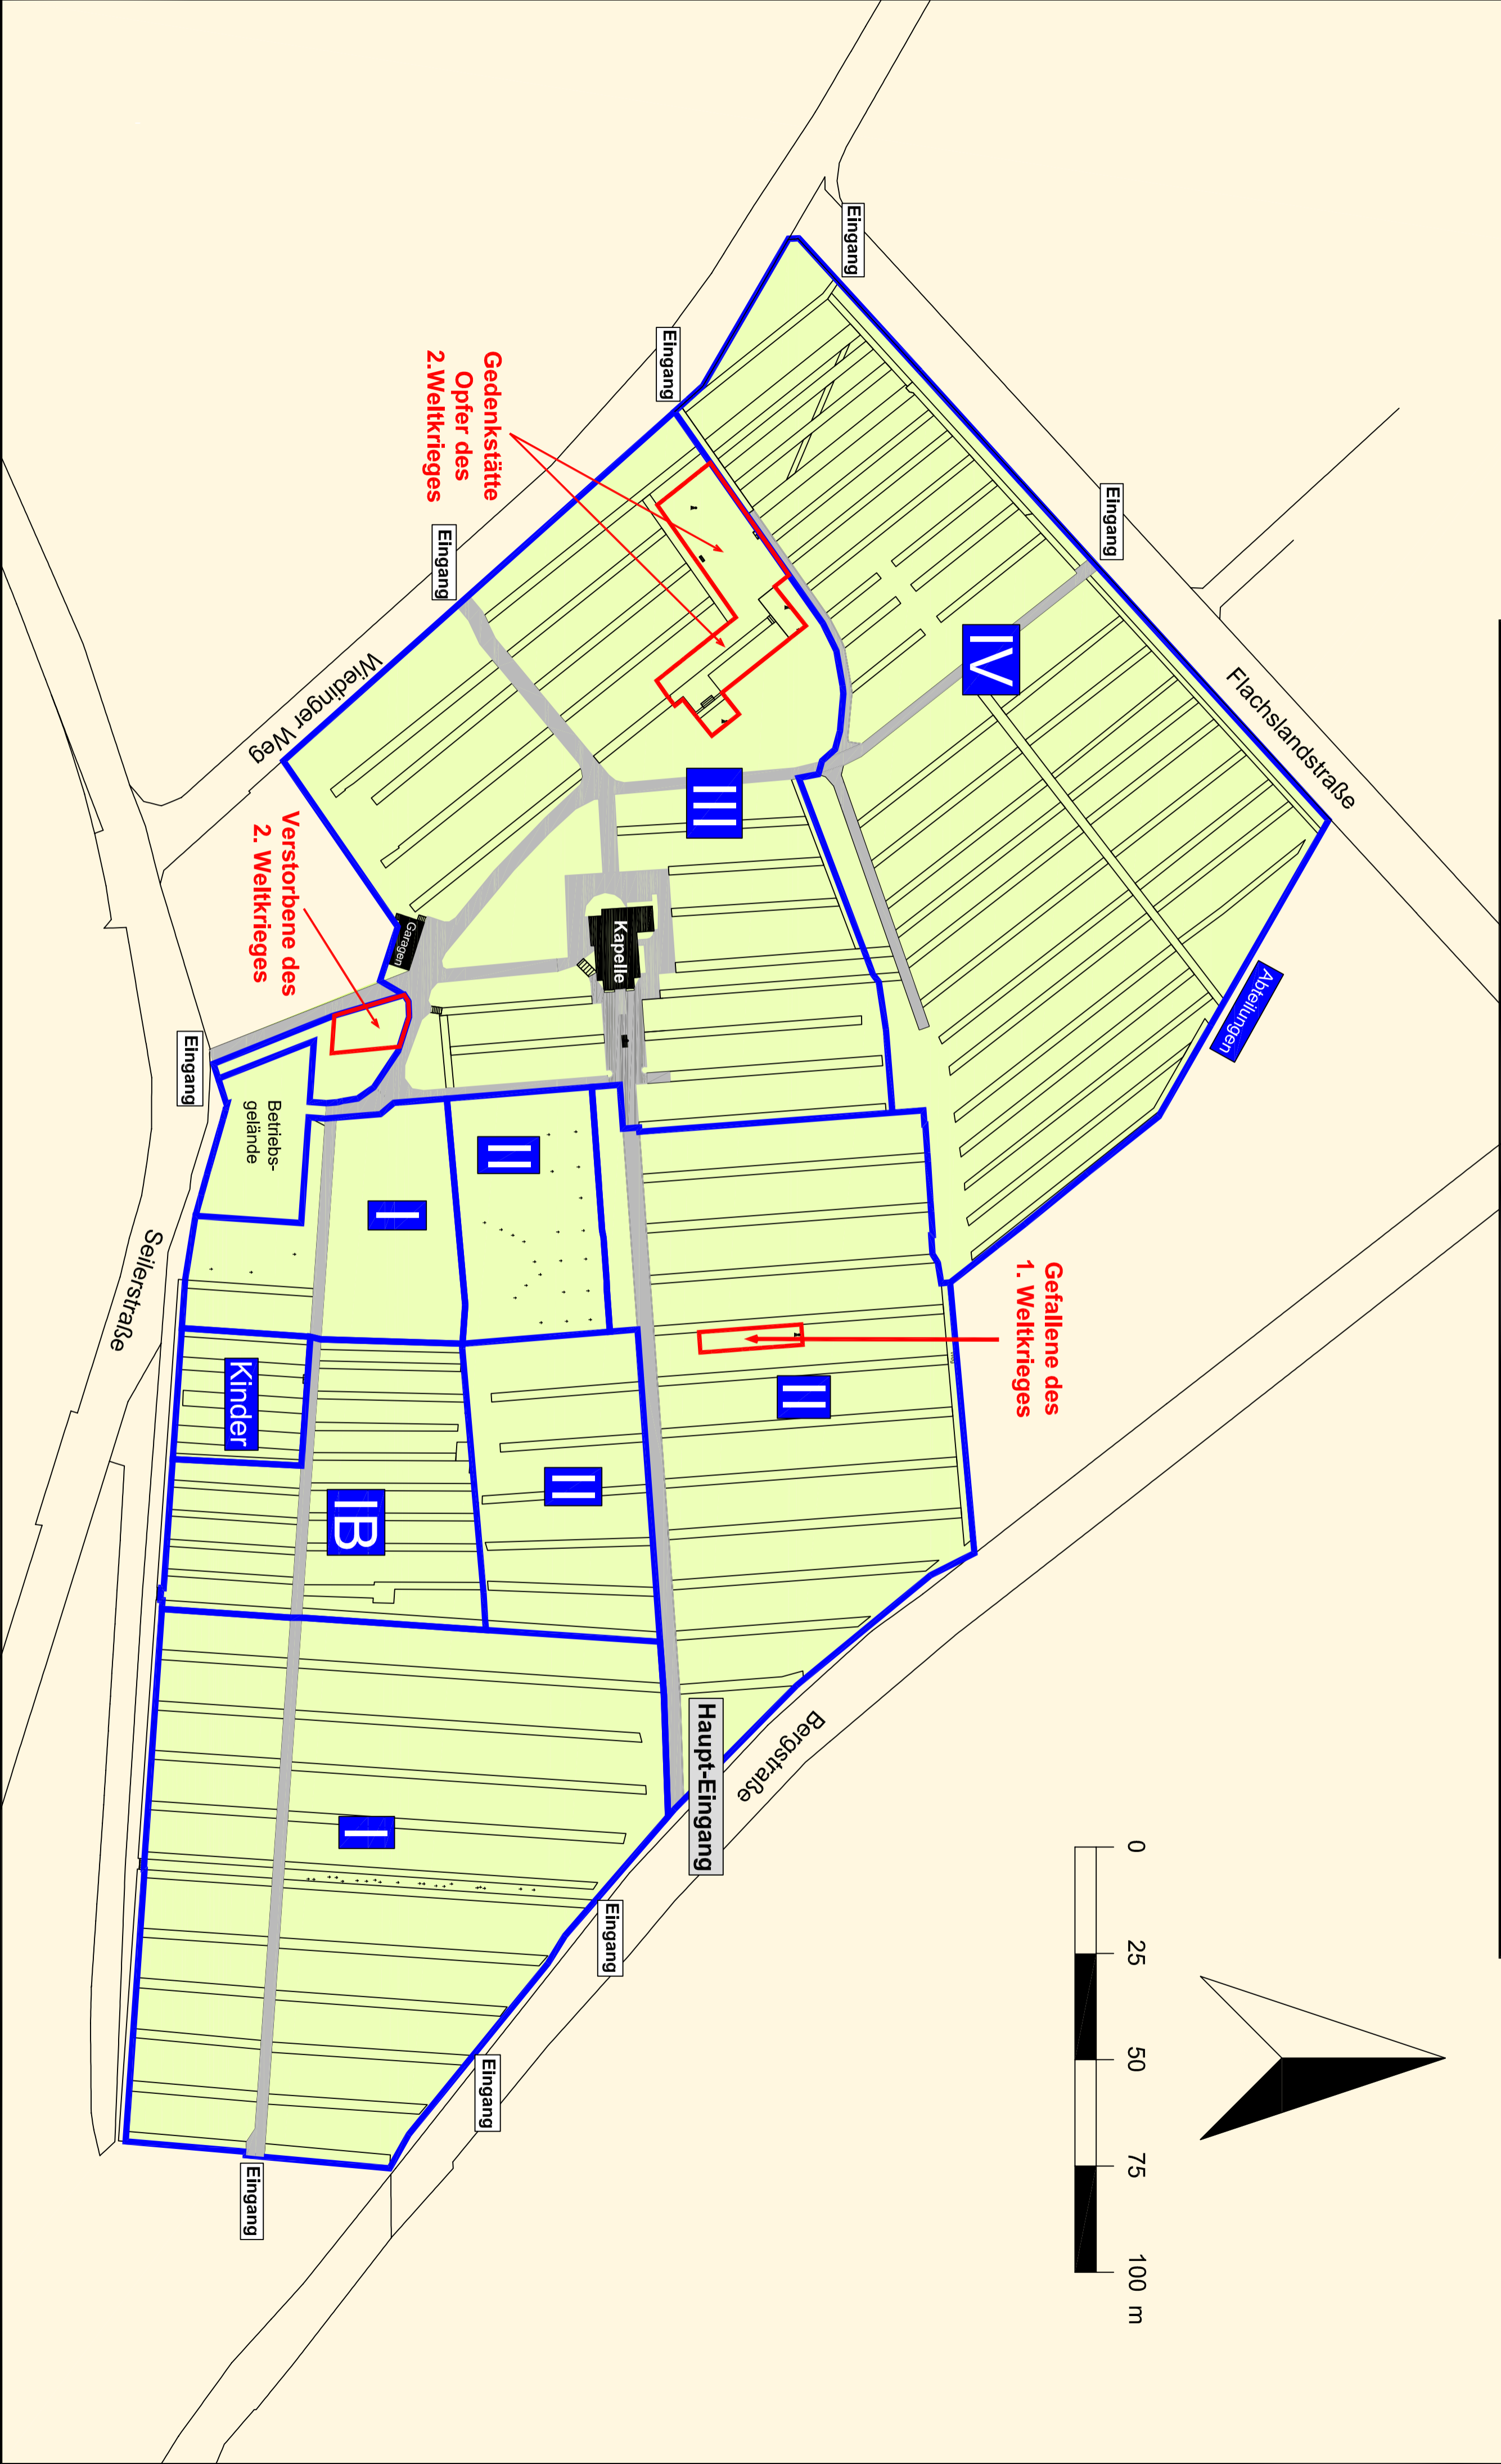 Flachslandstraße
Eingang
Eingang
Eingang
Eingang
Gedenkstätte
Opfer des
2.Weltkrieges
IV
Wiedinger Weg
III
Abteilungen
Verstorbene des
2. Weltkrieges
Garagen
Kapelle
Eingang
Betriebs-
gelände
I
II
Seilerstraße
Gefallene des
1. Weltkrieges
II
Kinder
IB
II
Haupt-Eingang
Bergstraße
I
Eingang
Eingang
Eingang
0 25 50 75 100 m